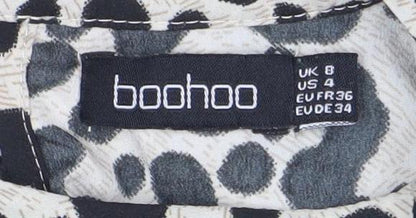 boohoo
UK 8
US 4
EU FR 36
EU DE 34